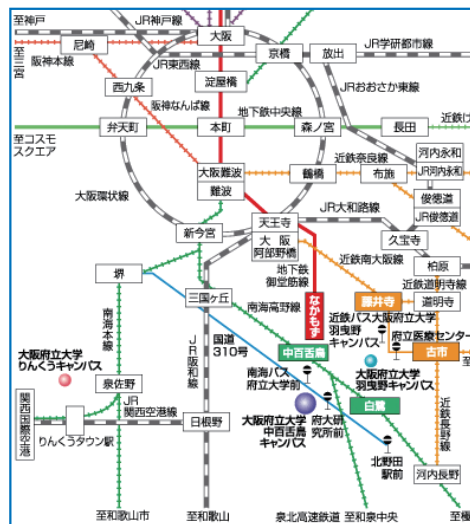 至神戸
JR神戸線
大阪
至三宮
尼崎
阪神本線
JR東西線
京橋
放出
JR学研都市線
淀屋橋
JRおおさか東線
西九条
阪神なんば線
地下鉄中央線
近鉄け
弁天町
本町
森ノ宮
長田
至コスモスクエア
大阪難波
近鉄奈良線
河内永和
JR河内永和
鶴橋
布施
難波
俊徳道
JR俊徳道
大阪環状線
JR大和路線
天王寺
新今宮
大阪阿部野橋
久宝寺
近鉄南大阪線
柏原
堺
地下鉄御堂筋線
近鉄道明寺線
三国ヶ丘
南海高野線
なかもず
藤井寺
道明寺
近鉄バス大阪府立大学羽曳野キャンパス
府立医療センター
南海本線
JR阪和線
国道310号
中百舌鳥
古市
大阪府立大学りんくうキャンパス
南海バス府立大学前
大阪府立大学羽曳野キャンパス
泉佐野
白鷺
大阪府立大学中百舌鳥キャンパス
府大研究所前
近鉄長野線
JR関西空港線
関西国際空港
りんくうタウン駅
日根野
北野田駅前
河内長野
至和歌山市
至和歌山
泉北高速鉄道
至和泉中央
至極